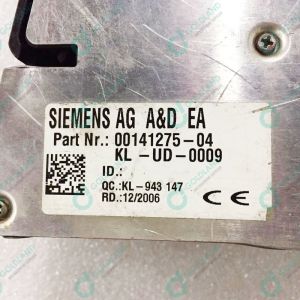 SIEMENS AG A&D EA
Part Nr.: 00141275-04
KL-UD-0009
ID.:
QC.: KL-943 147
RD.: 12/2006
CE
GOLDLAND